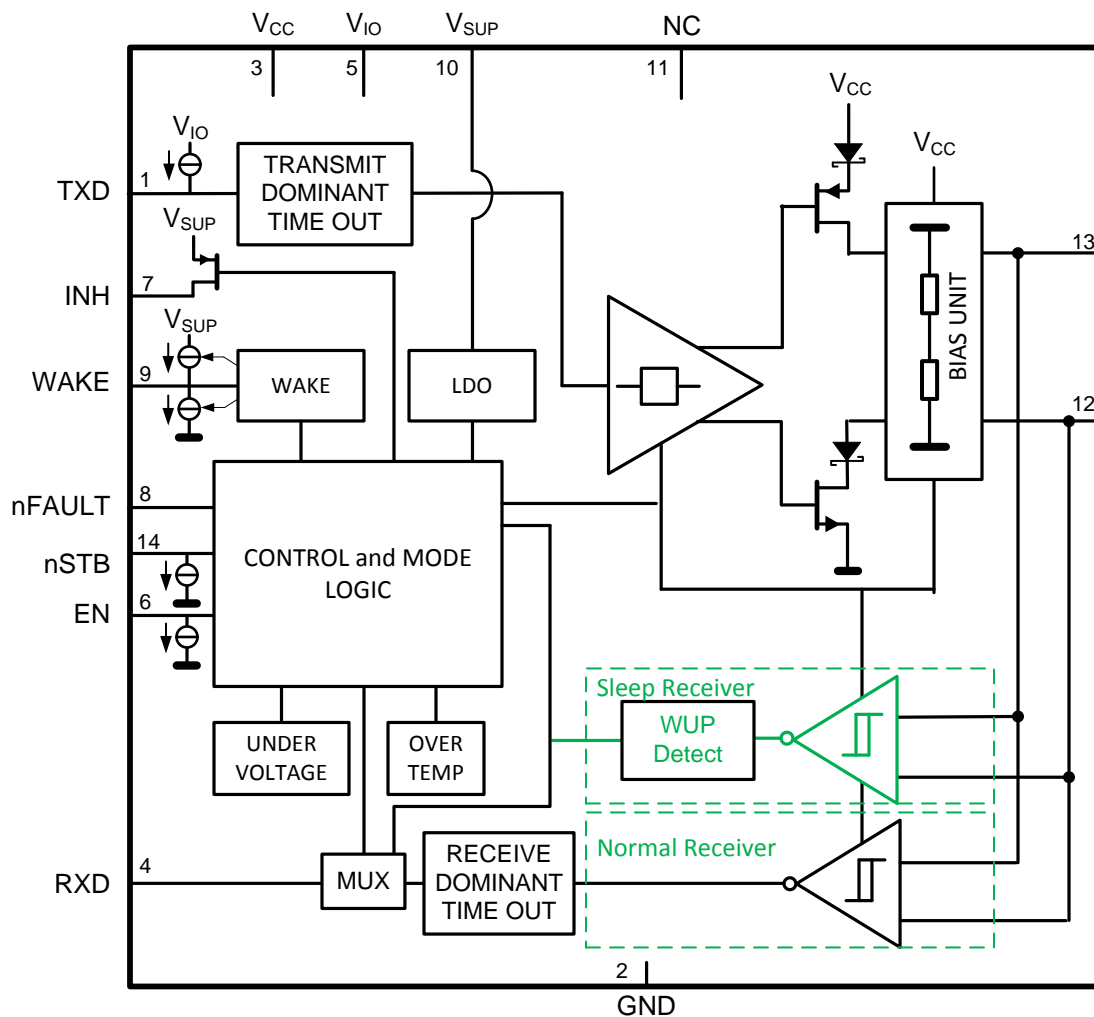 VCC VIO VSUP NC
3 5 10 11
VCC
VIO
VCC
TXD 1
TRANSMIT
DOMINANT
TIME OUT
VSUP
13
INH 7
BIAS UNIT
VSUP
WAKE 9
WAKE
LDO
12
nFAULT 8
nSTB 14
CONTROL and MODE
LOGIC
EN 6
Sleep Receiver
WUP
Detect
UNDER
VOLTAGE
OVER
TEMP
Normal Receiver
RXD 4
MUX
RECEIVE
DOMINANT
TIME OUT
2
GND